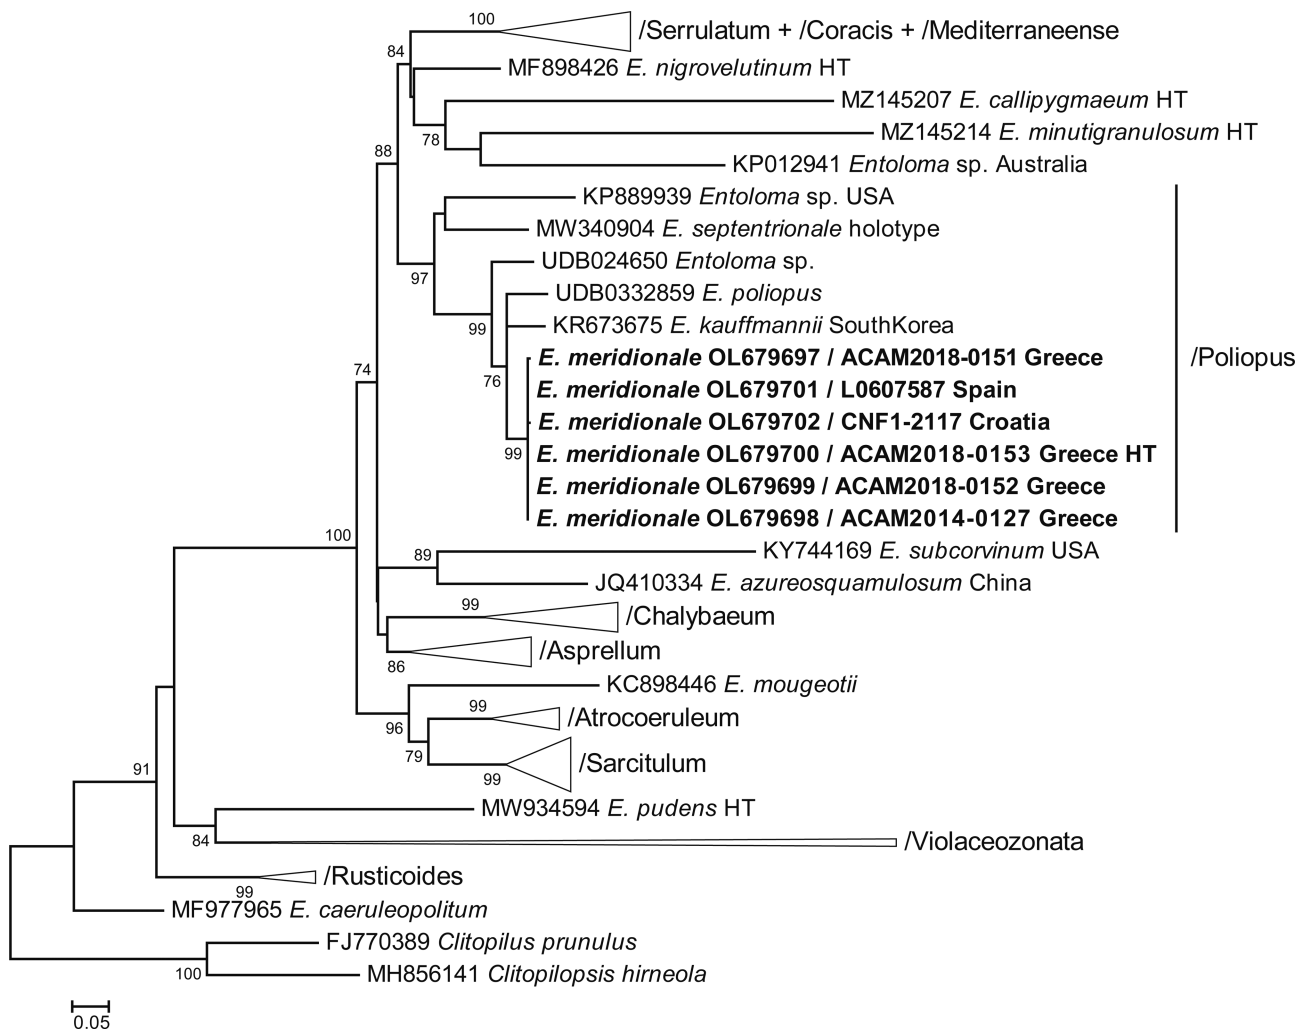 100
/Serrulatum + /Coracis + /Mediterraneense
84
MF898426 E. nigrovelutinum HT
MZ145207 E. callipygmaeum HT
78
MZ145214 E. minutigranulosum HT
88
KP012941 Entoloma sp. Australia
KP889939 Entoloma sp. USA
MW340904 E. septentrionale holotype
97
UDB024650 Entoloma sp.
UDB0332859 E. poliopus
99
KR673675 E. kauffmannii SouthKorea
E. meridionale OL679697 / ACAM2018-0151 Greece
/Poliopus
74
76
E. meridionale OL679701 / L0607587 Spain
E. meridionale OL679702 / CNF1-2117 Croatia
99
E. meridionale OL679700 / ACAM2018-0153 Greece HT
E. meridionale OL679699 / ACAM2018-0152 Greece
E. meridionale OL679698 / ACAM2014-0127 Greece
100
89
KY744169 E. subcorvinum USA
JQ410334 E. azureosquamulosum China
99
/Chalybaeum
/Asprellum
86
KC898446 E. mougeotii
99
/Atrocoeruleum
96
79
/Sarcitulum
99
91
MW934594 E. pudens HT
84
/Violaceozonata
/Rusticoides
99
MF977965 E. caeruleopolitum
FJ770389 Clitopilus prunulus
100
MH856141 Clitopilopsis hirneola
0.05